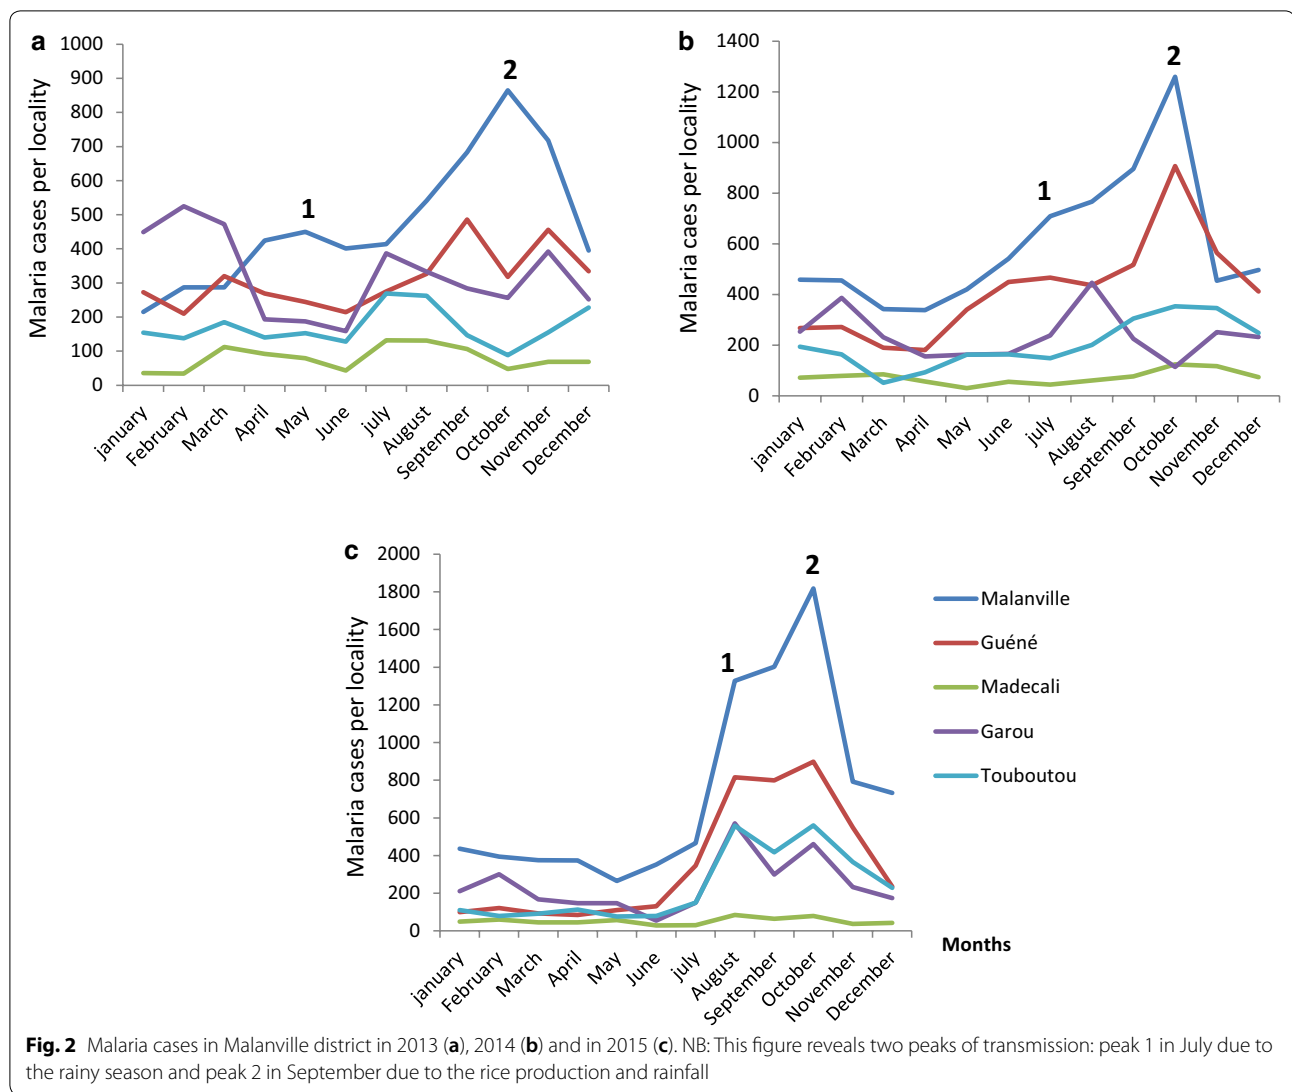 a
Malaria cases per locality
1000
900
800
700
600
500
400
300
200
100
0
1
2
january
February
March
April
May
June
july
August
September
October
November
December
b
Malaria caes per locality
1400
1200
1000
800
600
400
200
0
1
2
january
February
March
April
May
June
july
August
September
October
November
December
c
Malaria cases per locality
2000
1800
1600
1400
1200
1000
800
600
400
200
0
1
2
january
February
March
April
May
June
july
August
September
October
November
December
Months
Malanville
Guéné
Madecali
Garou
Touboutou
Fig. 2 Malaria cases in Malanville district in 2013 (a), 2014 (b) and in 2015 (c). NB: This figure reveals two peaks of transmission: peak 1 in July due to
the rainy season and peak 2 in September due to the rice production and rainfall